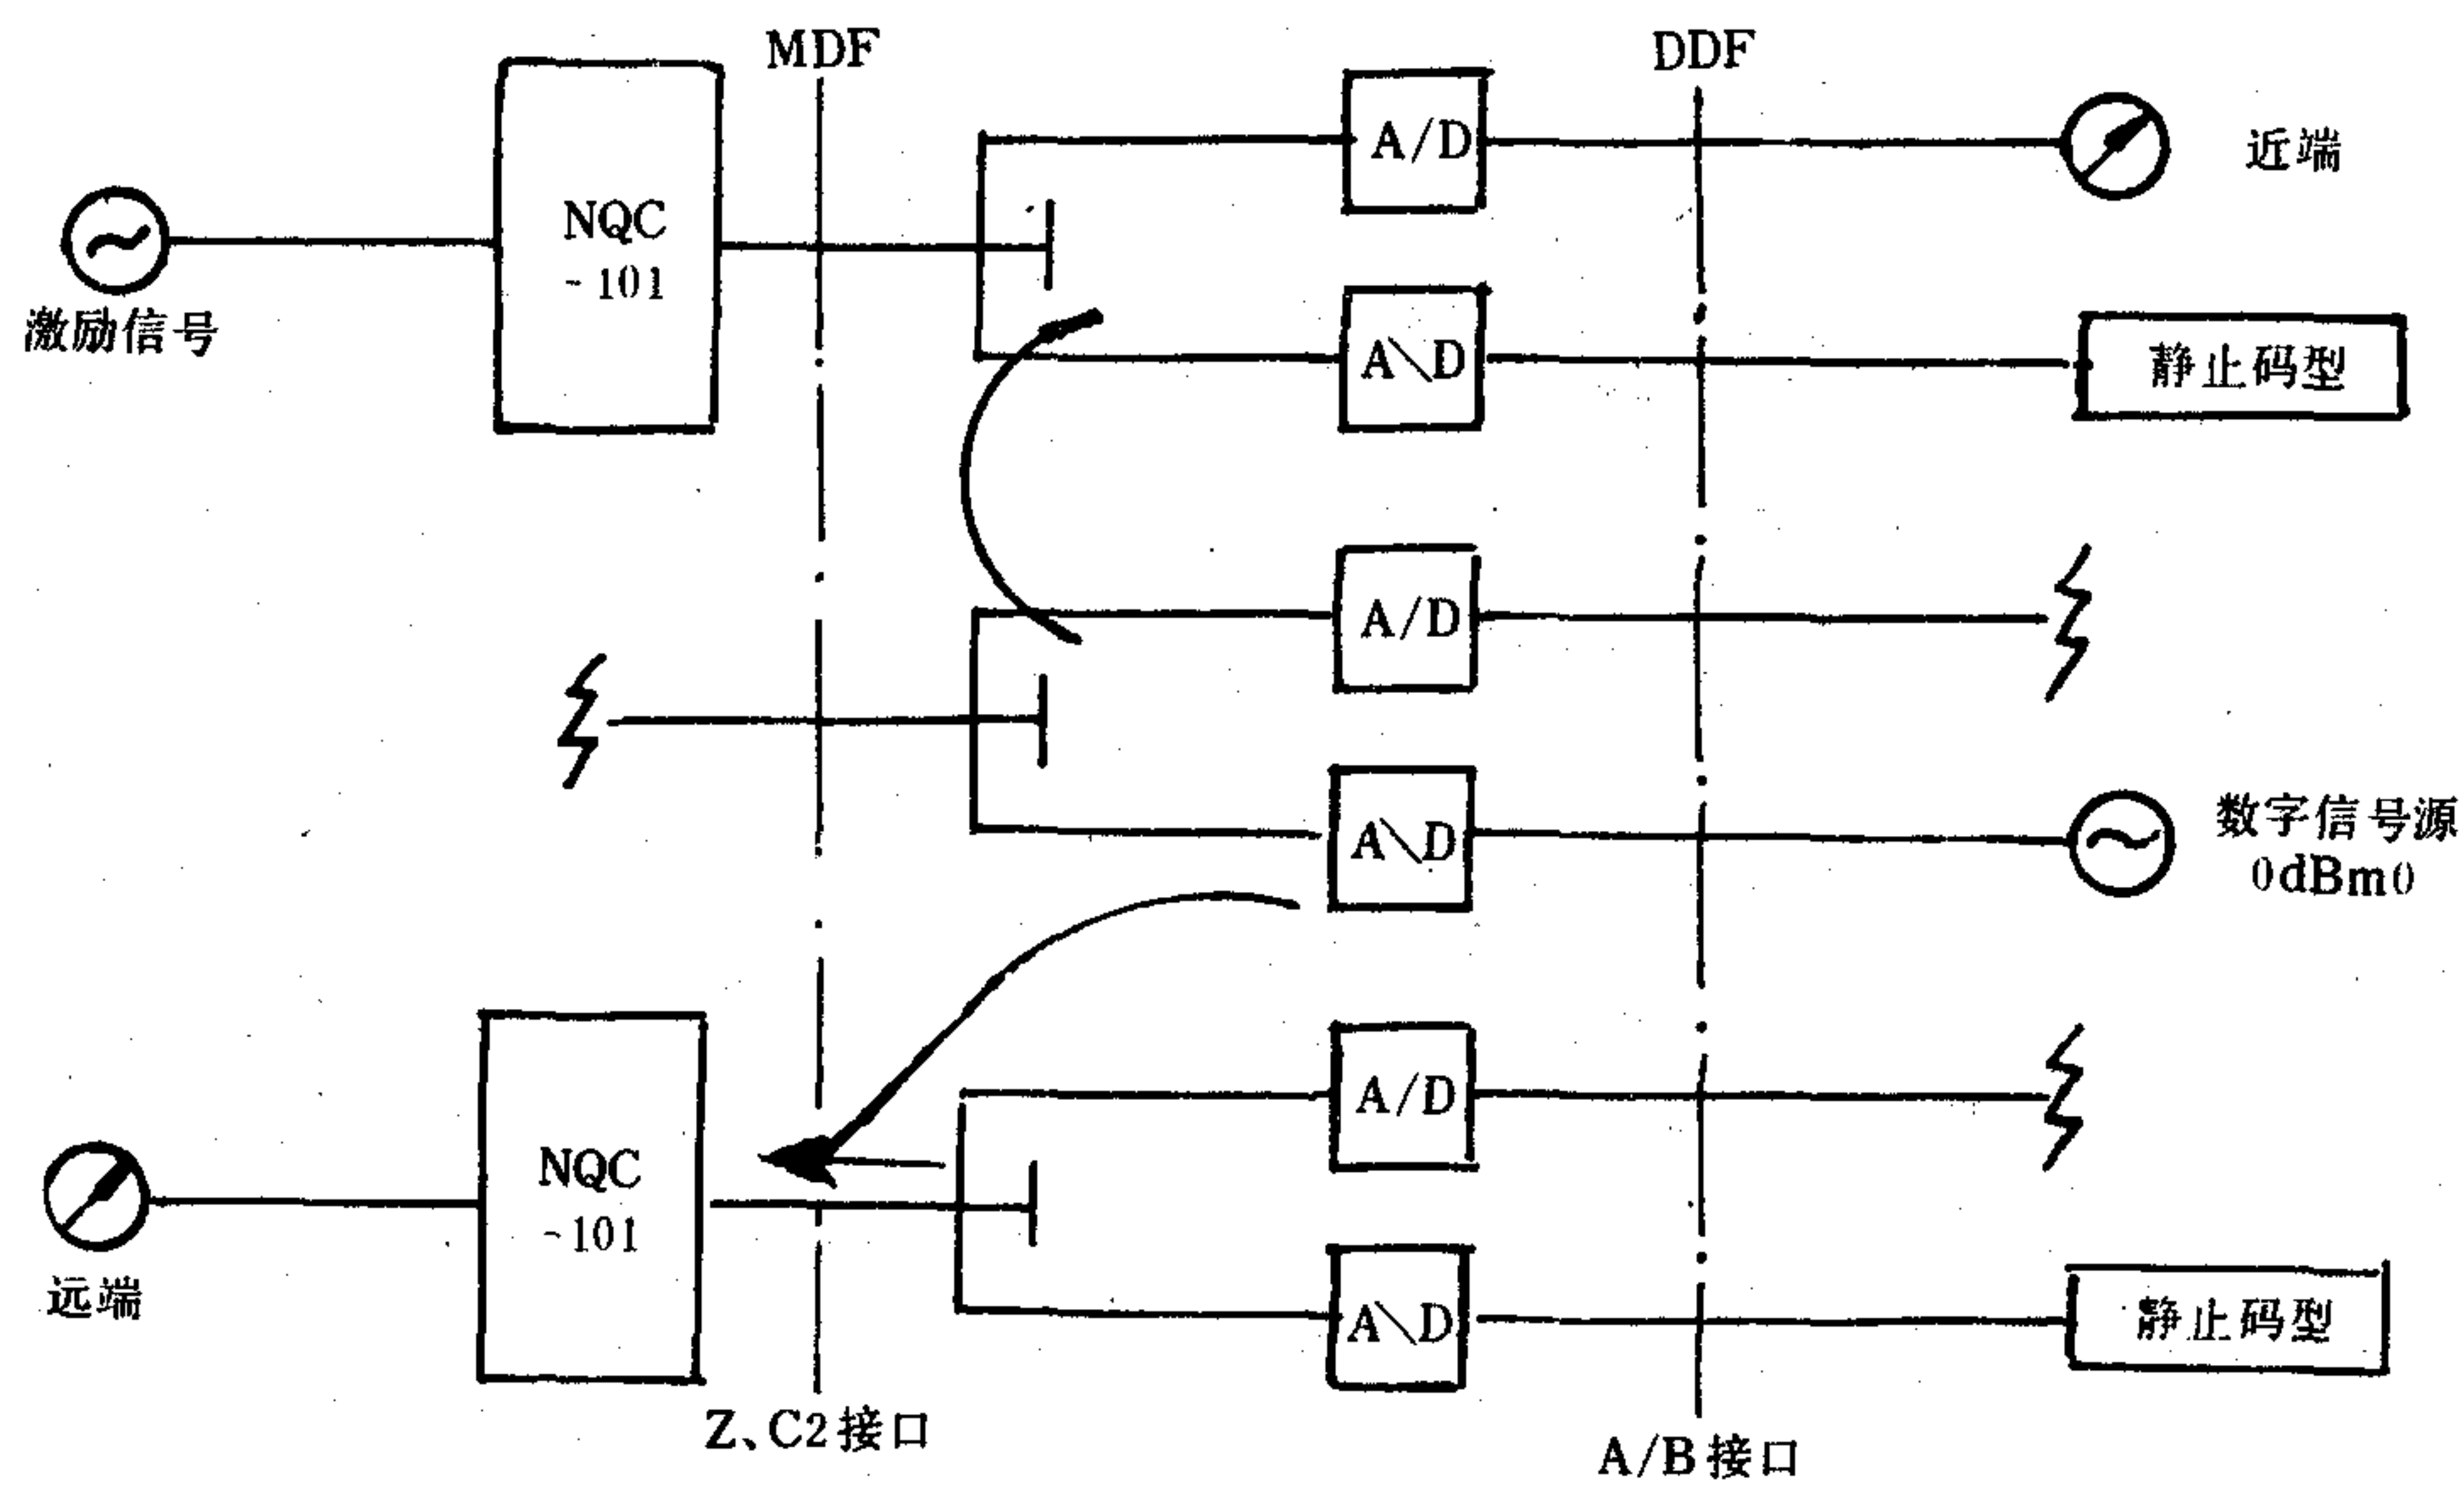 MDF
DDF
A/D
近端
NQC
-101
激励信号
A\D
静止码型
A/D
A\D
数字信号源
0dBm0
A/D
NQC
-101
远端
A\D
静止码型
Z、C2接口
A/B接口